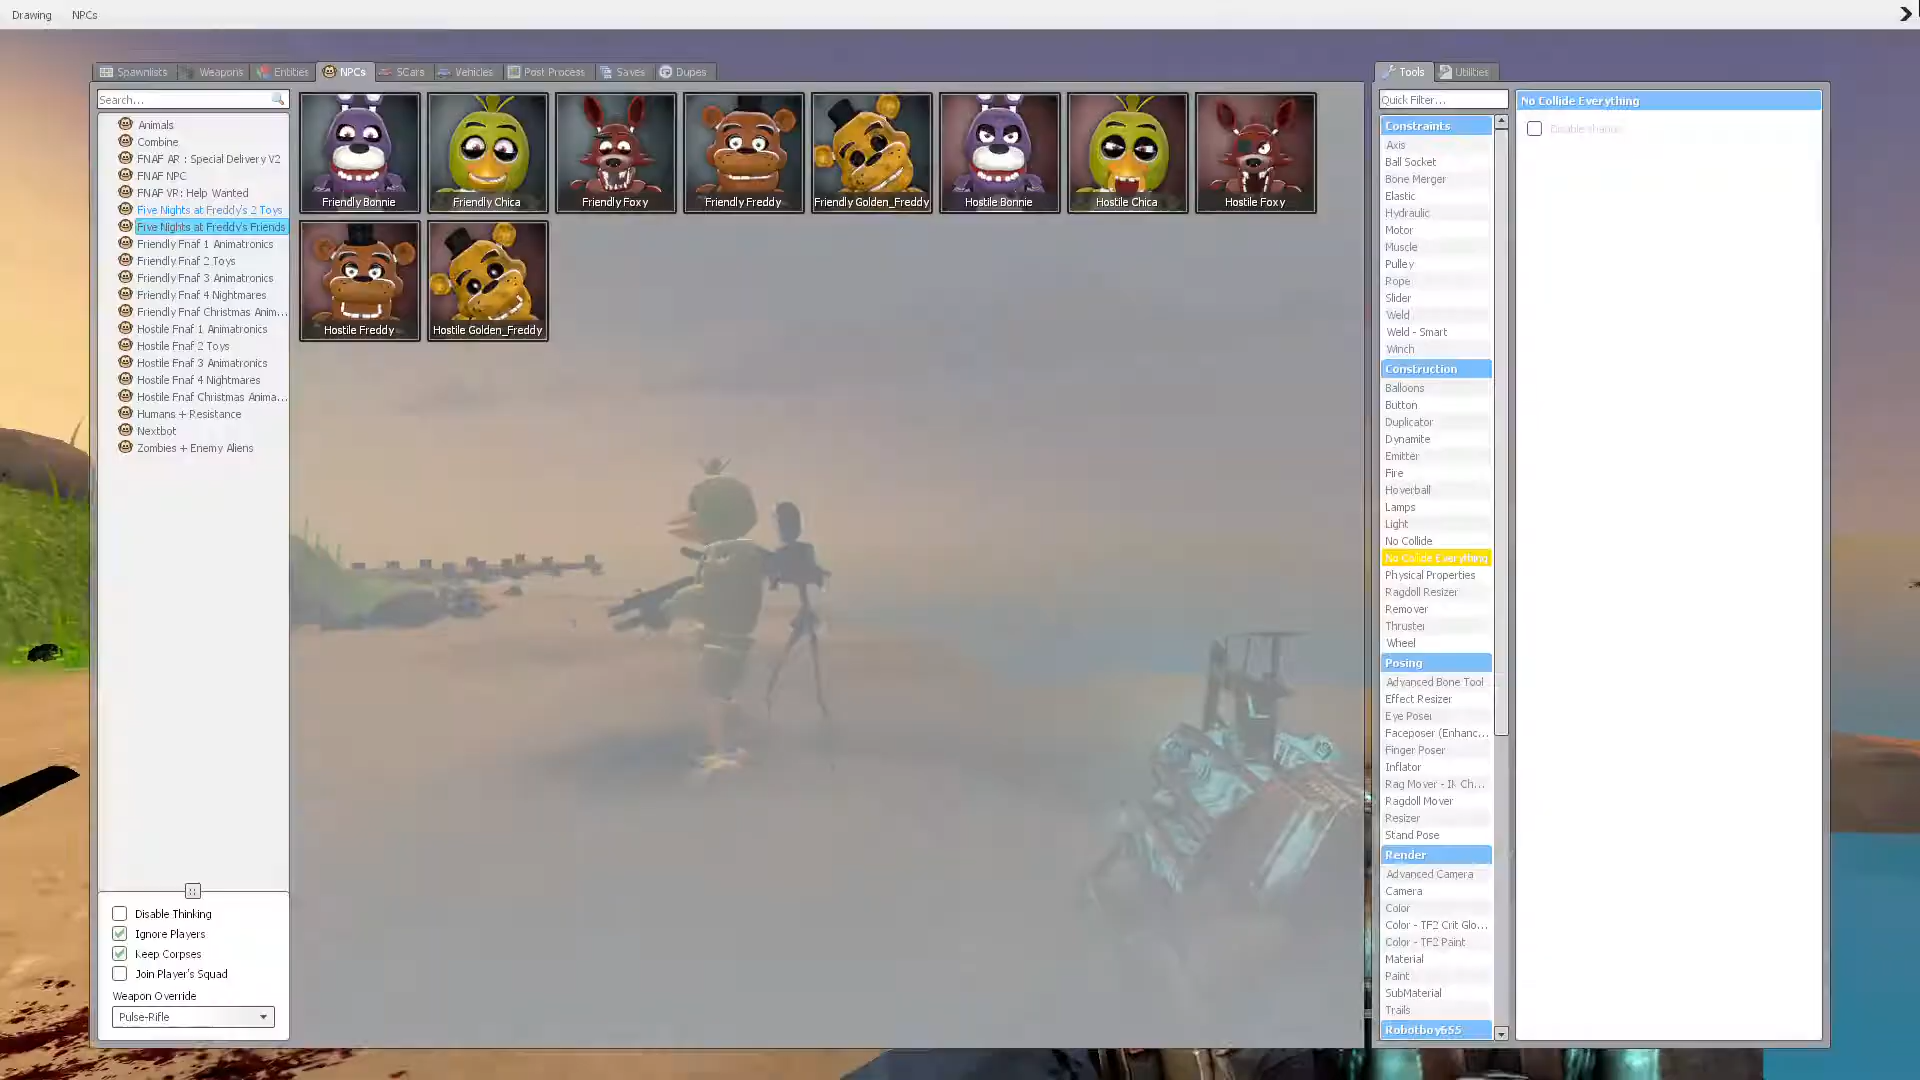 Drawing
NPCs
Spawnlists
Weapons
Entities
NPCs
SCars
Vehicles
Post Process
Saves
Dupes
Search...
Animals
Combine
FNAF AR : Special Delivery V2
FNAF NPC
FNAF VR: Help Wanted
Five Nights at Freddy's 2 Toys
Five Nights at Freddy's Friends
Friendly Fnaf 1 Animatronics
Friendly Fnaf 2 Toys
Friendly Fnaf 3 Animatronics
Friendly Fnaf 4 Nightmares
Friendly Fnaf Christmas Anim...
Hostile Fnaf 1 Animatronics
Hostile Fnaf 2 Toys
Hostile Fnaf 3 Animatronics
Hostile Fnaf 4 Nightmares
Hostile Fnaf Christmas Anima...
Humans + Resistance
Nextbot
Zombies + Enemy Aliens
Disable Thinking
Ignore Players
Keep Corpses
Join Player's Squad
Weapon Override
Pulse-Rifle
Friendly Bonnie
Friendly Chica
Friendly Foxy
Friendly Freddy
Friendly Golden_Freddy
Hostile Bonnie
Hostile Chica
Hostile Foxy
Hostile Freddy
Hostile Golden_Freddy
Tools
Utilities
Quick Filter...
Constraints
Axis
Ball Socket
Bone Merger
Elastic
Hydraulic
Motor
Muscle
Pulley
Rope
Slider
Weld
Weld - Smart
Winch
Construction
Balloons
Button
Duplicator
Dynamite
Emitter
Fire
Hoverball
Lamps
Light
No Collide
No Collide Everything
Physical Properties
Ragdoll Resizer
Remover
Thruster
Wheel
Posing
Advanced Bone Tool
Effect Resizer
Eye Poser
Faceposer (Enhanc...
Finger Poser
Inflator
Rag Mover - IK Ch...
Ragdoll Mover
Resizer
Stand Pose
Render
Advanced Camera
Camera
Color
Color - TF2 Crit Glo...
Color - TF2 Paint
Material
Paint
SubMaterial
Trails
Robotboy655
No Collide Everything